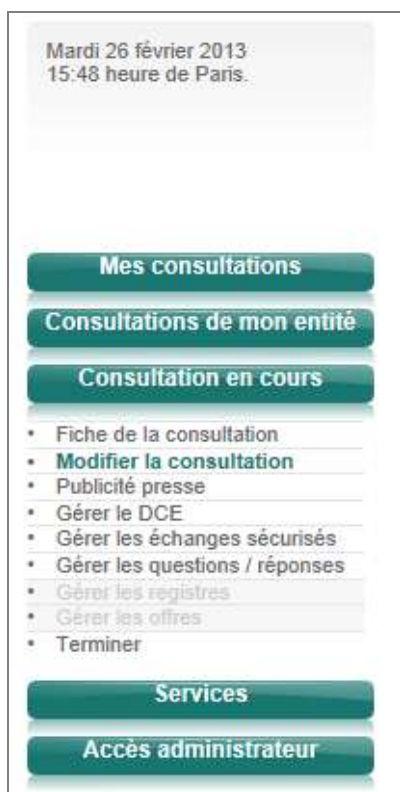 Mardi 26 février 2013
15:48 heure de Paris.
Mes consultations
Consultations de mon entité
Consultation en cours
• Fiche de la consultation
• Modifier la consultation
• Publicité presse
• Gérer le DCE
• Gérer les échanges sécurisés
• Gérer les questions / réponses
• Gérer les registres
• Gérer les offres
• Terminer
Services
Accès administrateur